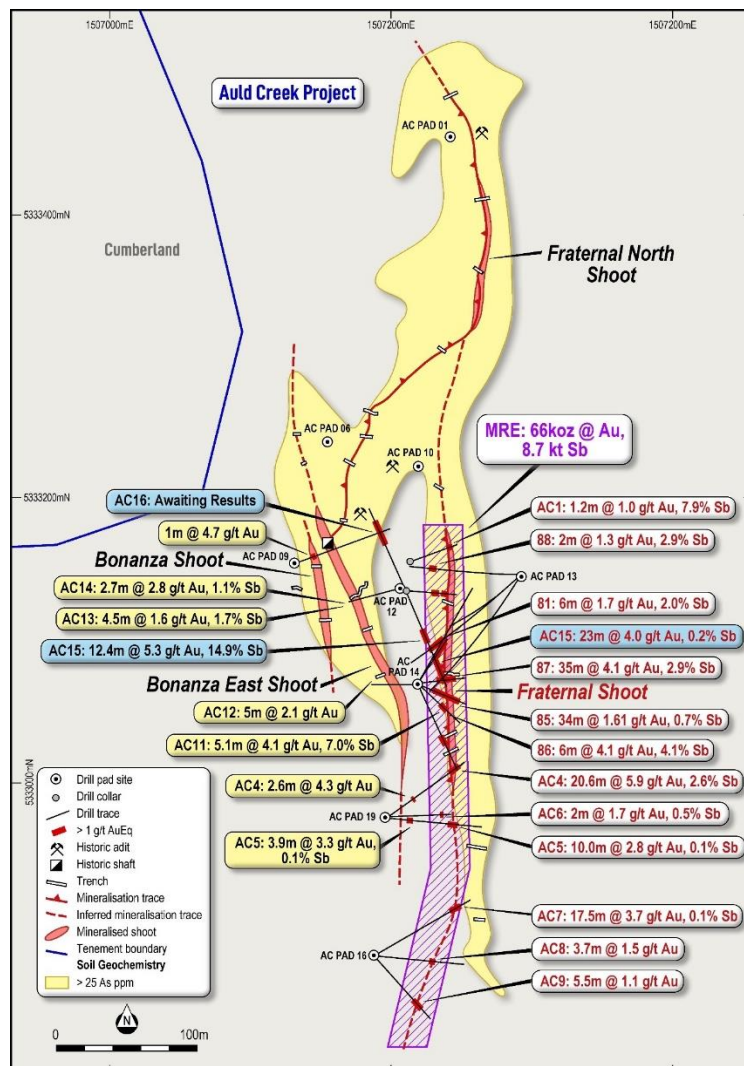 1507000mE
1507200mE
1507200mE
Auld Creek Project
AC PAD 01
5333400mN
Cumberland
Fraternal North
Shoot
AC PAD 06
AC PAD 10
MRE: 66koz @ Au,
8.7 kt Sb
5333200mN
AC16: Awaiting Results
1m @ 4.7 g/t Au
AC PAD 09
Bonanza Shoot
AC14: 2.7m @ 2.8 g/t Au, 1.1% Sb
AC13: 4.5m @ 1.6 g/t Au, 1.7% Sb
AC15: 12.4m @ 5.3 g/t Au, 14.9% Sb
Bonanza East Shoot
AC12: 5m @ 2.1 g/t Au
AC11: 5.1m @ 4.1 g/t Au, 7.0% Sb
AC4: 2.6m @ 4.3 g/t Au
AC PAD 19
AC5: 3.9m @ 3.3 g/t Au,
0.1% Sb
AC PAD 16
AC PAD
12
AC
PAD 14
AC1: 1.2m @ 1.0 g/t Au, 7.9% Sb
88: 2m @ 1.3 g/t Au, 2.9% Sb
AC PAD 13
81: 6m @ 1.7 g/t Au, 2.0% Sb
AC15: 23m @ 4.0 g/t Au, 0.2% Sb
87: 35m @ 4.1 g/t Au, 2.9% Sb
Fraternal Shoot
85: 34m @ 1.61 g/t Au, 0.7% Sb
86: 6m @ 4.1 g/t Au, 4.1% Sb
AC4: 20.6m @ 5.9 g/t Au, 2.6% Sb
AC6: 2m @ 1.7 g/t Au, 0.5% Sb
AC5: 10.0m @ 2.8 g/t Au, 0.1% Sb
AC7: 17.5m @ 3.7 g/t Au, 0.1% Sb
AC8: 3.7m @ 1.5 g/t Au
AC9: 5.5m @ 1.1 g/t Au
5333000mN
Drill pad site
Drill collar
Drill trace
> 1 g/t AuEq
Historic adit
Historic shaft
Trench
Mineralisation trace
Inferred mineralisation trace
Mineralised shoot
Tenement boundary
Soil Geochemistry
> 25 As ppm
N
0
100m